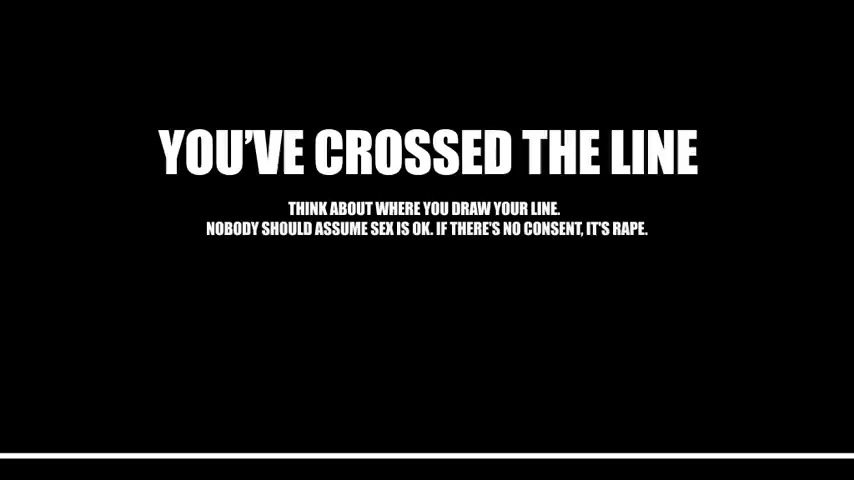 YOU'VE CROSSED THE LINE
THINK ABOUT WHERE YOU DRAW YOUR LINE.
NOBODY SHOULD ASSUME SEX IS OK. IF THERE'S NO CONSENT, IT'S RAPE.